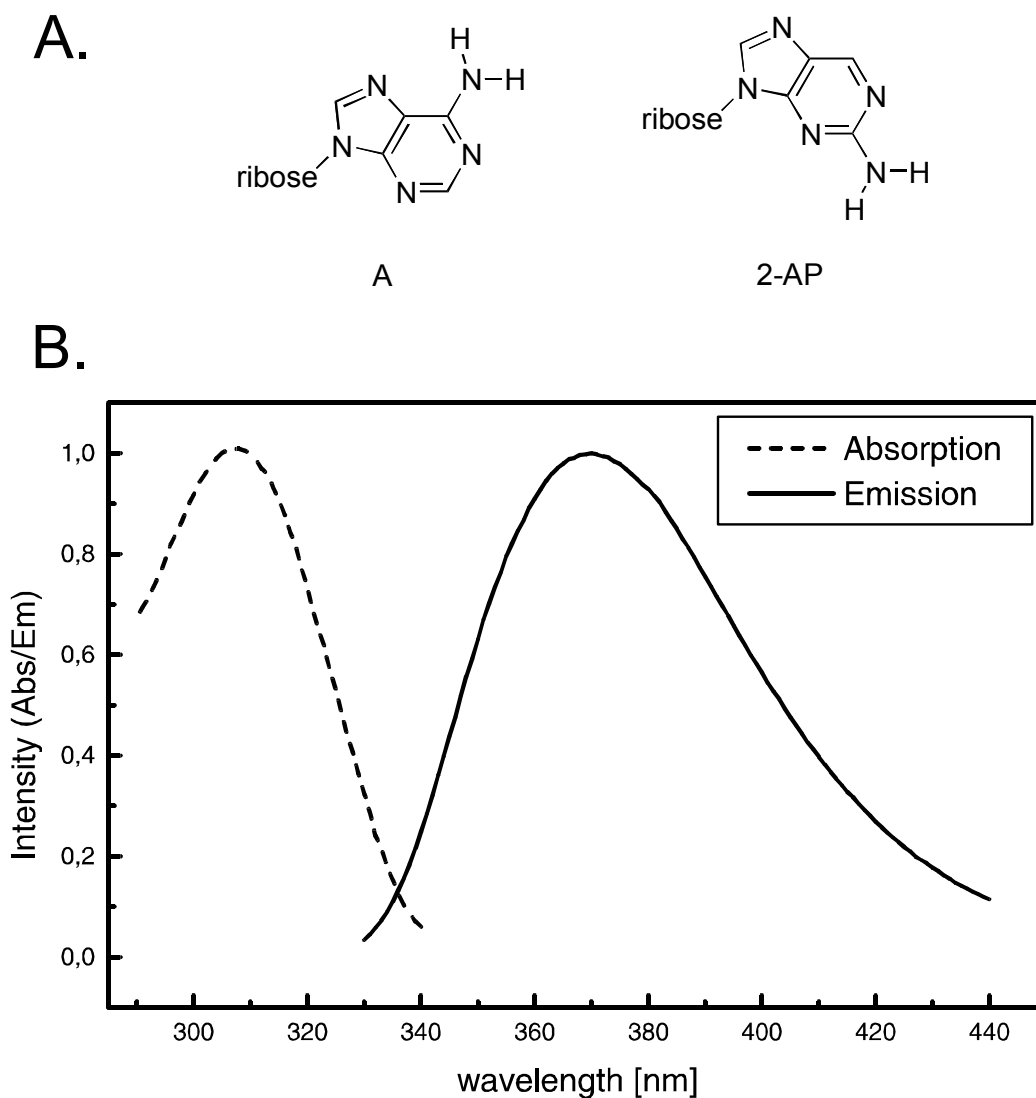 A.
H
N
N
H
N
N
N
ribose
A
N
N
N
N
ribose
N
H
H
2-AP
B.
Absorption
Emission
1,0
0,8
0,6
0,4
0,2
0,0
Intensity (Abs/Em)
300 320 340 360 380 400 420 440
wavelength [nm]